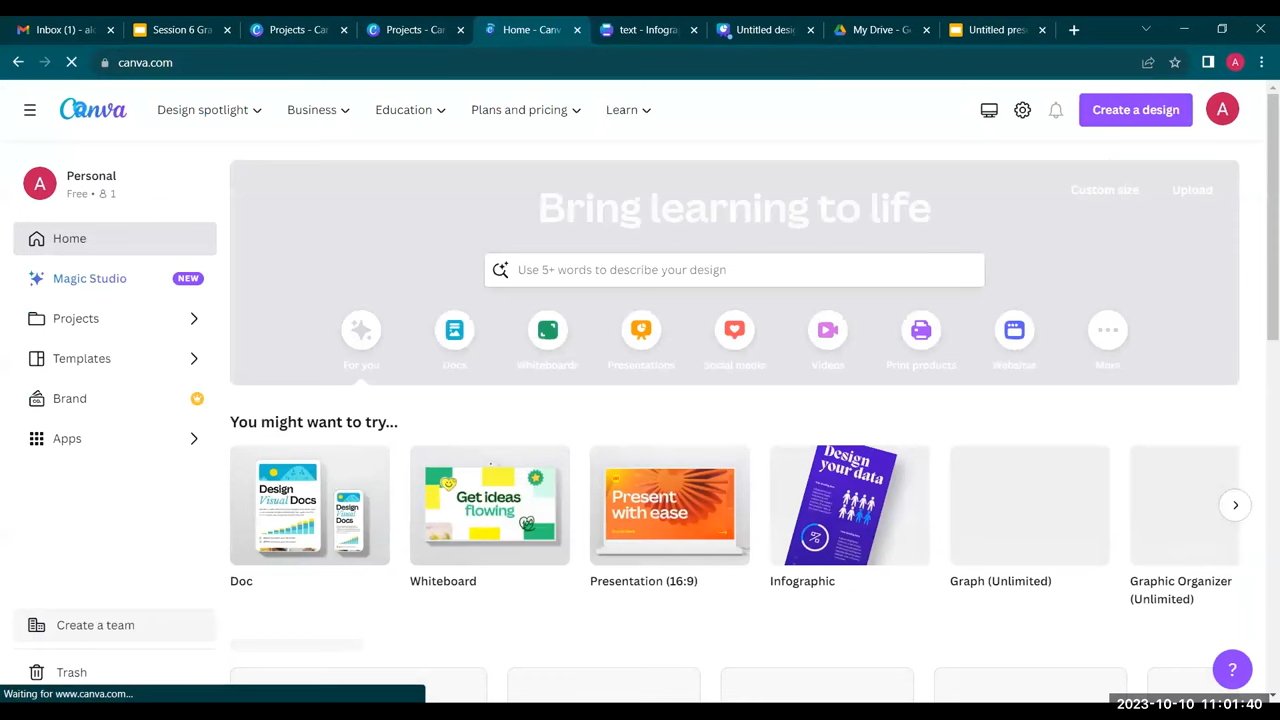 Inbox (1) - al
Session 6 Gra
Projects - Can
Projects - Ca
Home - Canv
text - Infogra
Untitled desi
My Drive - G
Untitled pres
canva.com
Canva
Design spotlight
Business
Education
Plans and pricing
Learn
Create a design
A
A
Personal
Free • 1
Home
Magic Studio
NEW
Projects
Templates
Brand
Apps
Create a team
Trash
Custom size
Upload
Bring learning to life
Use 5+ words to describe your design
For you
Docs
Whiteboards
Presentations
Social media
Videos
Print products
Websites
More
You might want to try...
Design
Visual Docs
Design
Visual
Docs
Get ideas
flowing
Present
with ease
Design
your data
Doc
Whiteboard
Presentation (16:9)
Infographic
Graph (Unlimited)
Graphic Organizer
(Unlimited)
?
Waiting for www.canva.com...
2023-10-10 11:01:40